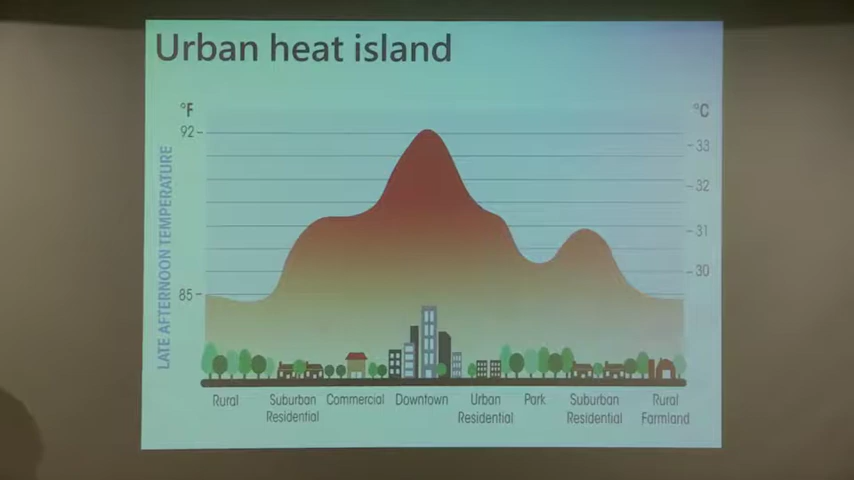 Urban heat island
°F
°C
92
33
32
31
30
85
LATE AFTERNOON TEMPERATURE
Rural
Suburban
Residential
Commercial
Downtown
Urban
Residential
Park
Suburban
Residential
Rural
Farmland